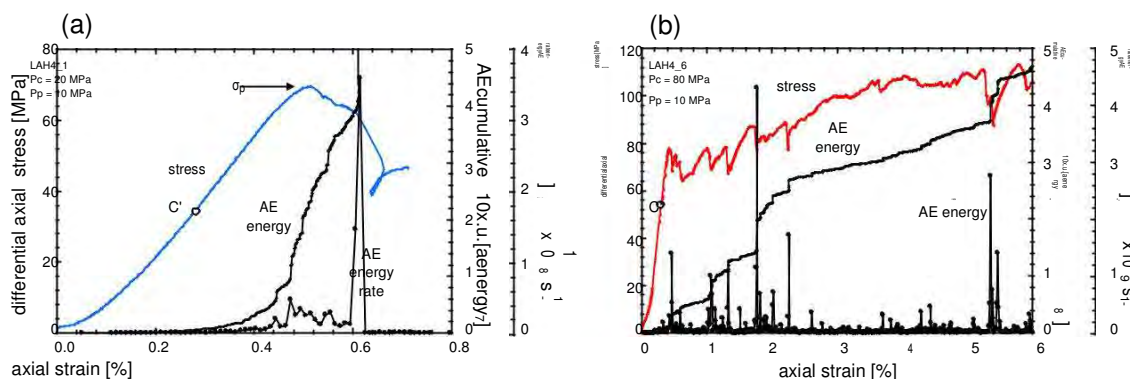 (a)
80
60
40
20
0
differential axial stress [MPa]
LAH4_1
Pc = 20 MPa
Pp = 10 MPa
σp
stress
C'
AE
energy
AE
energy
rate
0.0
0.2
0.4
0.6
0.8
axial strain [%]
5
4
3
2
1
0
AEcumulative 10x.u.[aenergy7]
4
3
2
1
0
(b)
120
100
80
60
40
20
0
LAH4_6
Pc = 80 MPa
Pp = 10 MPa
stress
AE
energy
AE energy
C'
0
1
2
3
4
5
6
axial strain [%]
5
4
3
2
1
0
4
3
2
1
0